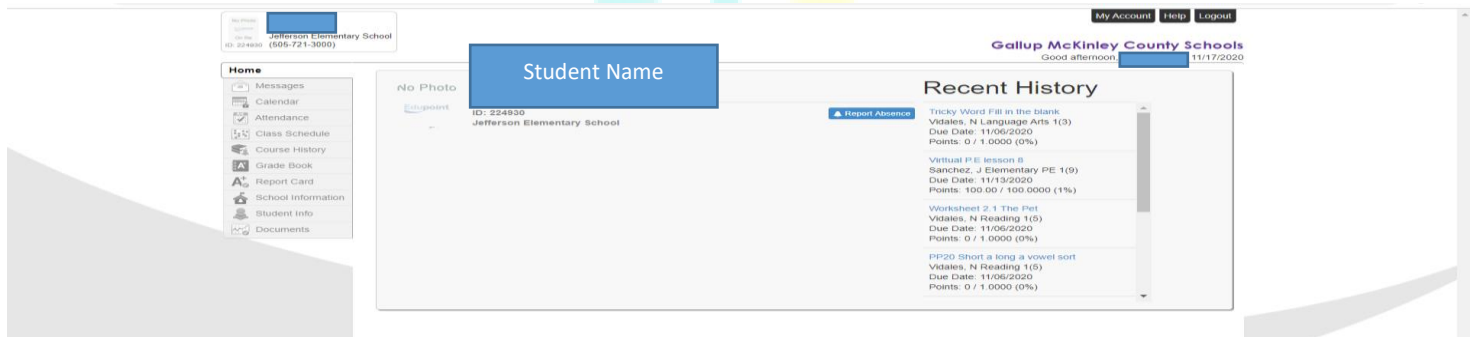 My Account Help Logout
No Photo
Jefferson Elementary School
ID: 224930 (505-721-3000)
Gallup McKinley County Schools
Good afternoon, 11/17/2020
Home
Messages
Calendar
Attendance
Class Schedule
Course History
Grade Book
Report Card
School Information
Student Info
Documents
No Photo
Edupoint
Student Name
ID: 224930
Jefferson Elementary School
Report Absence
Recent History
Tricky Word Fill in the blank
Vidales, N Language Arts 1(3)
Due Date: 11/06/2020
Points: 0 / 1.0000 (0%)
Virtual P.E lesson 6
Sanchez, J Elementary PE 1(9)
Due Date: 11/13/2020
Points: 100.00 / 100.0000 (1%)
Worksheet 2.1 The Pet
Vidales, N Reading 1(5)
Due Date: 11/06/2020
Points: 0 / 1.0000 (0%)
PP20 Short a long a vowel sort
Vidales, N Reading 1(5)
Due Date: 11/06/2020
Points: 0 / 1.0000 (0%)